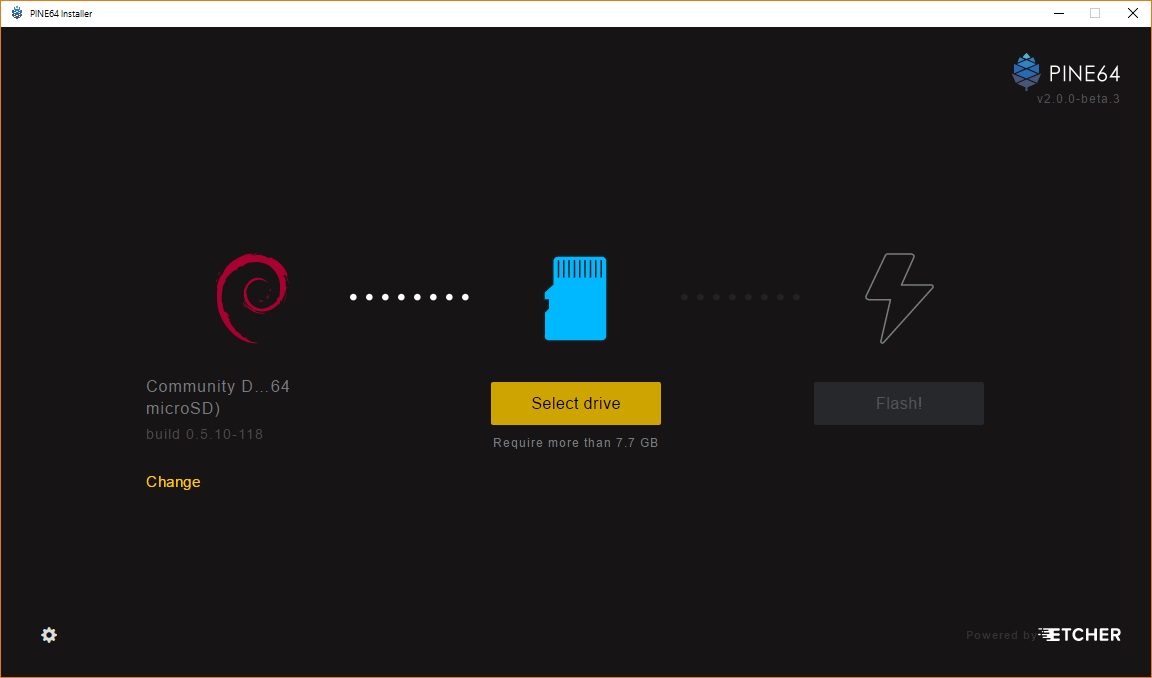 PINE64 Installer
PINE64
v2.0.0-beta.3
Community D...64
microSD)
build 0.5.10-118
Change
Select drive
Require more than 7.7 GB
Flash!
Powered by ETCHER